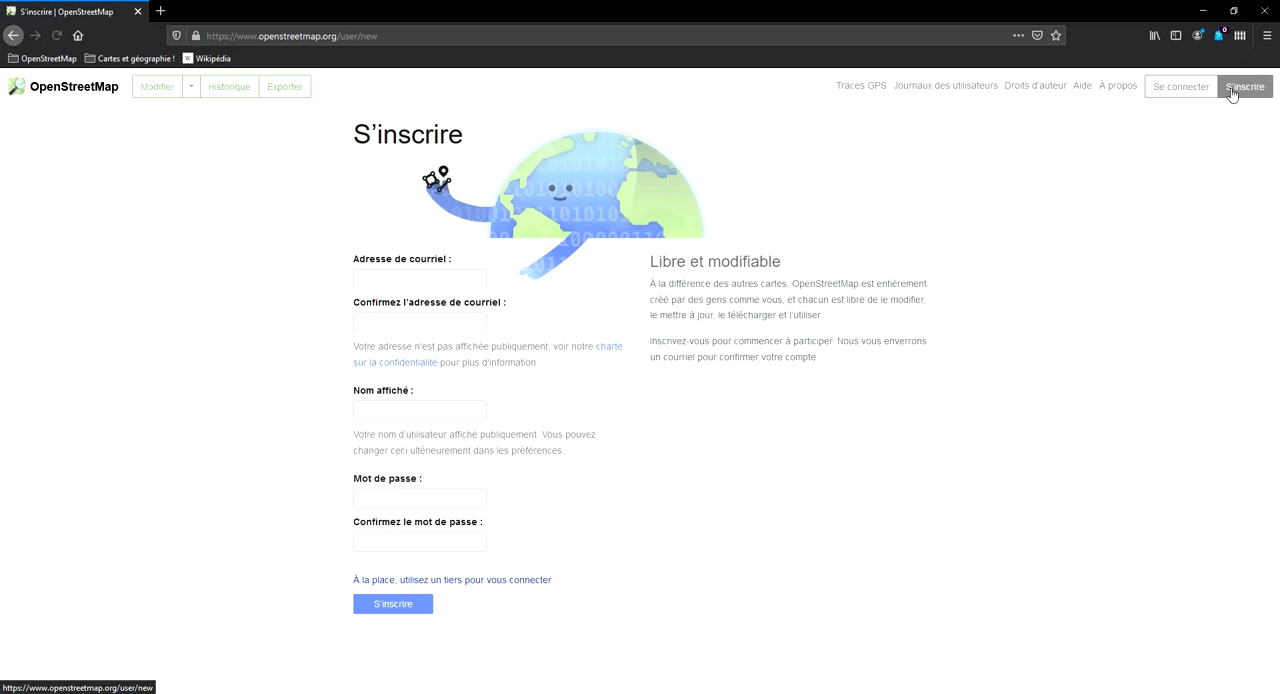 S'inscrire | OpenStreetMap
https://www.openstreetmap.org/user/new
0
OpenStreetMap Cartes et géographie ! W Wikipédia
OpenStreetMap Modifier Historique Exporter Traces GPS Journaux des utilisateurs Droits d'auteur Aide À propos Se connecter S'inscrire
S'inscrire
Adresse de courriel :
Libre et modifiable
À la différence des autres cartes, OpenStreetMap est entièrement
créé par des gens comme vous, et chacun est libre de le modifier,
le mettre à jour, le télécharger et l'utiliser.
Inscrivez-vous pour commencer à participer. Nous vous enverrons
un courriel pour confirmer votre compte.
Confirmez l'adresse de courriel :
Votre adresse n'est pas affichée publiquement, voir notre charte
sur la confidentialité pour plus d'information
Nom affiché :
Votre nom d'utilisateur affiché publiquement. Vous pouvez
changer ceci ultérieurement dans les préférences.
Mot de passe :
Confirmez le mot de passe :
À la place, utilisez un tiers pour vous connecter
S'inscrire
https://www.openstreetmap.org/user/new